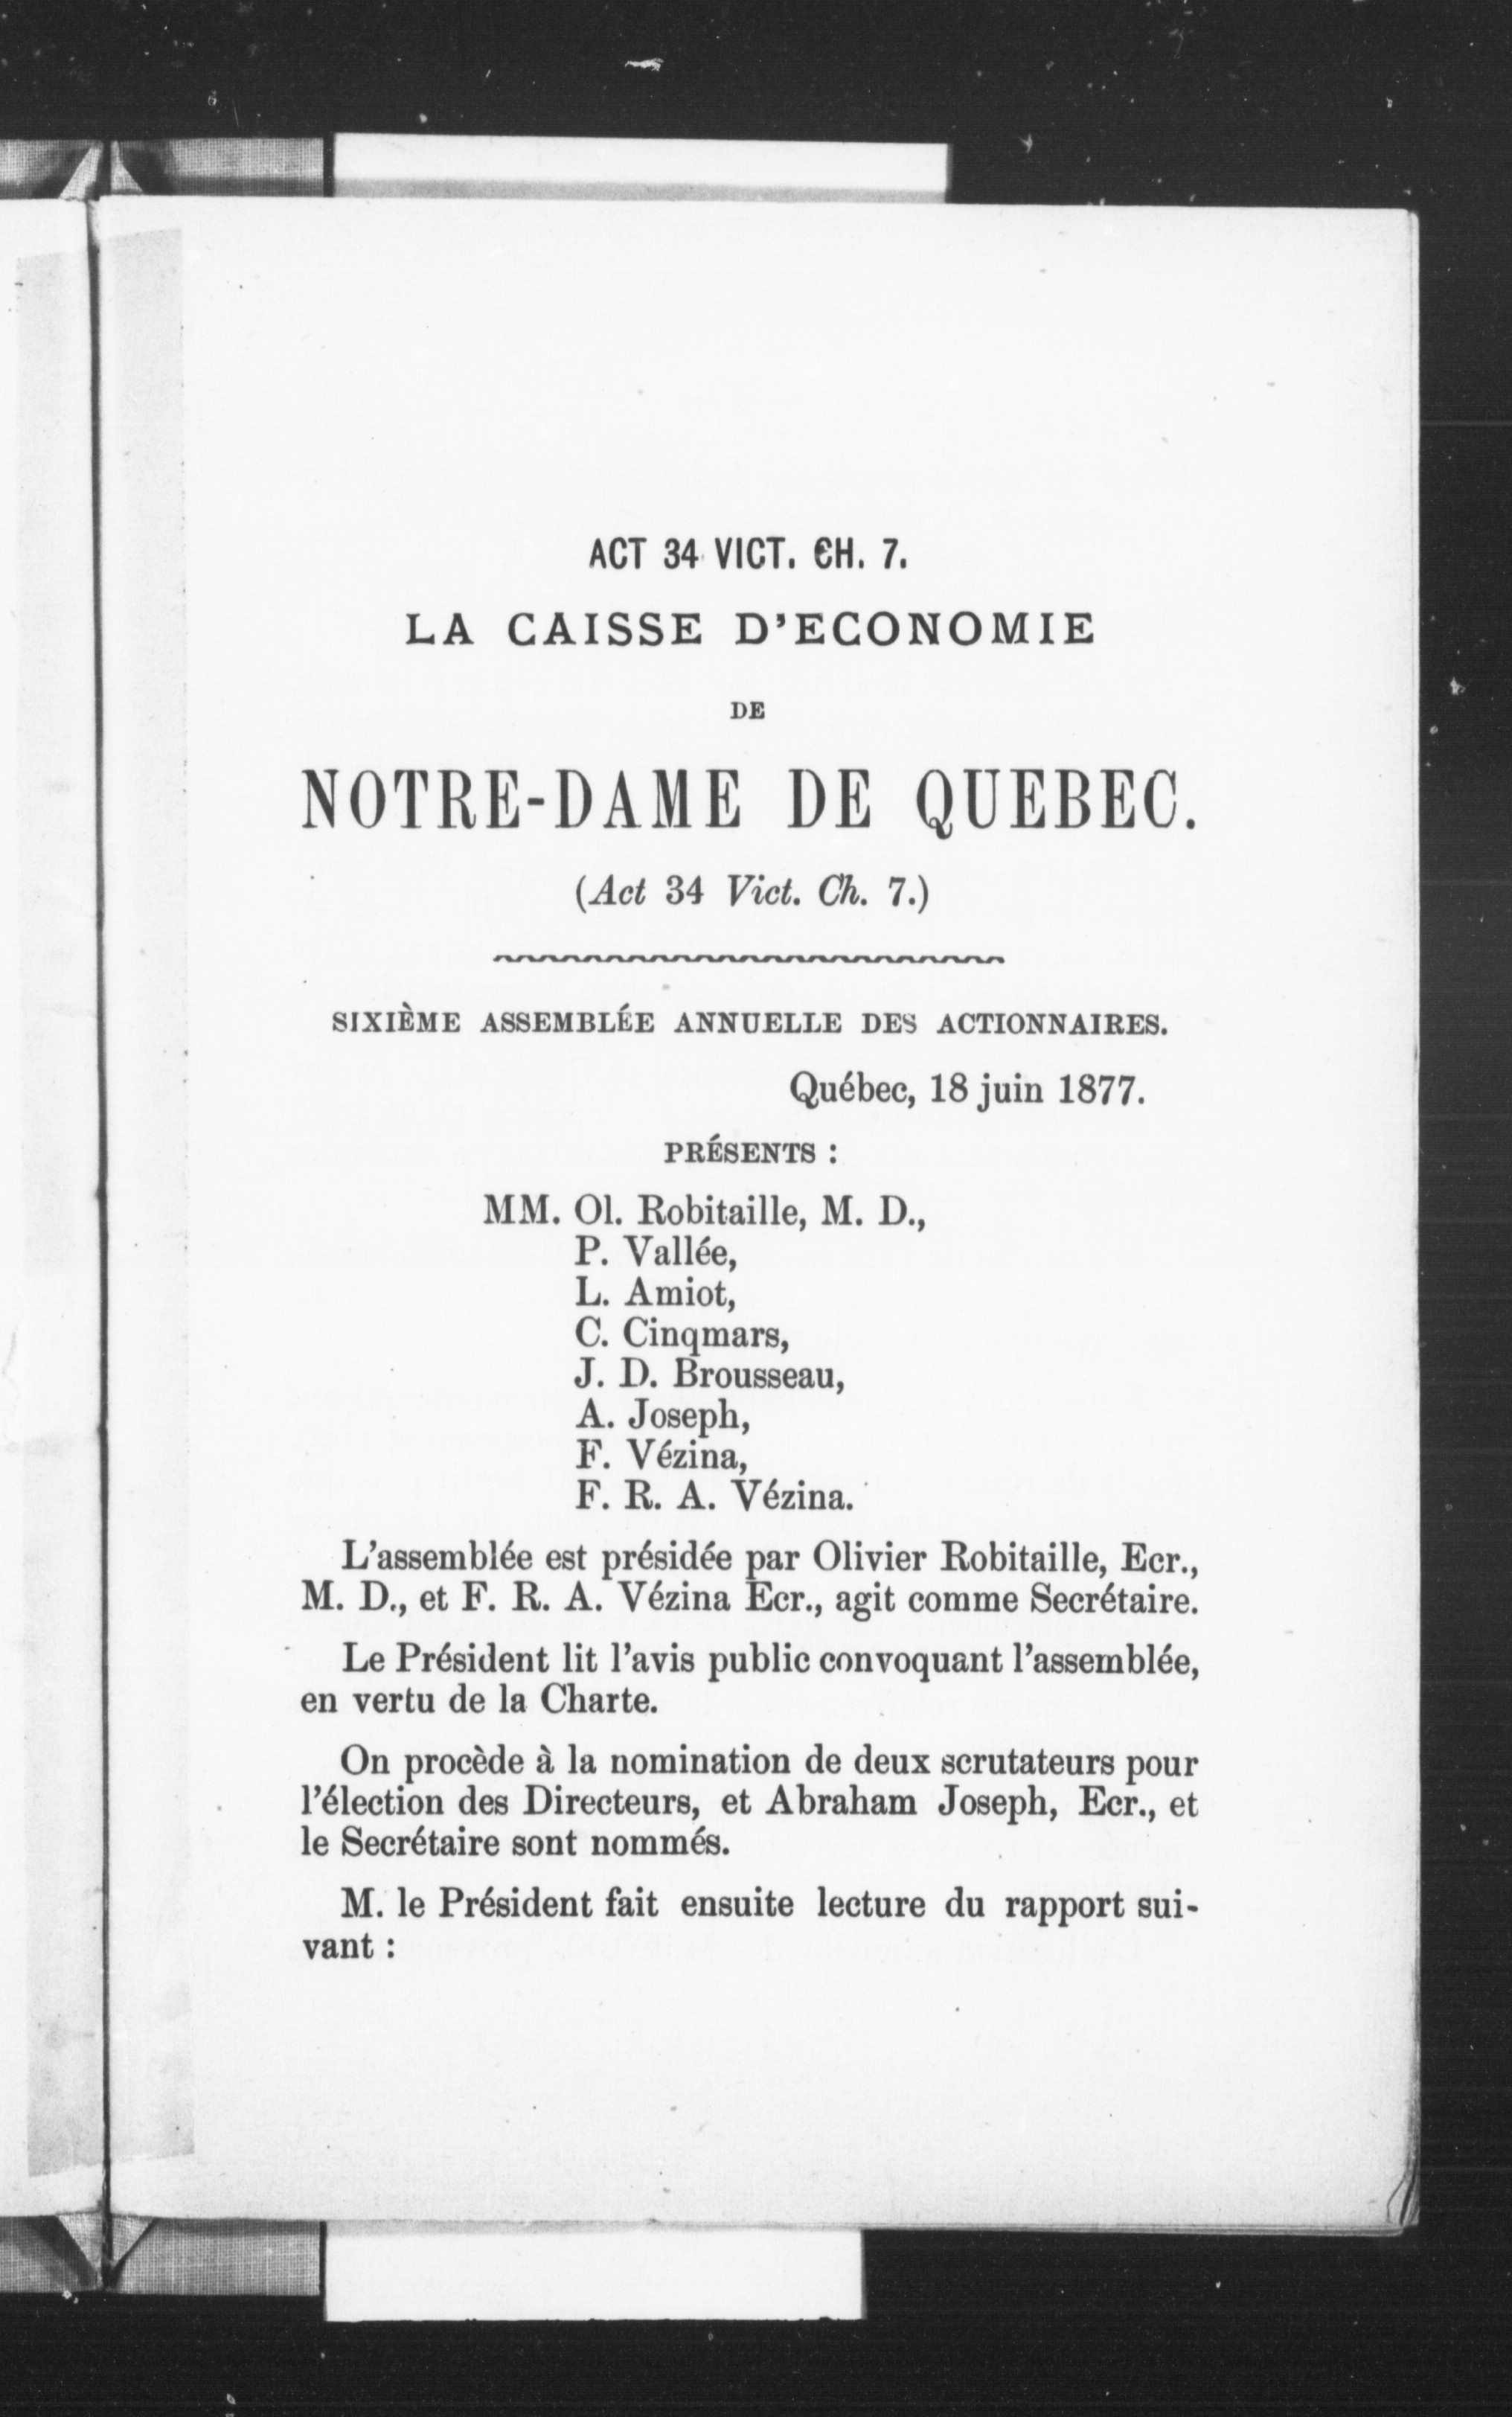 ACT 34 VICT. CH. 7.
LA CAISSE D'ECONOMIE
DE
NOTRE-DAME DE QUEBEC.
(Act 34 Vict. Ch. 7.)
SIXIÈME ASSEMBLÉE ANNUELLE DES ACTIONNAIRES.
Québec, 18 juin 1877.
PRÉSENTS :
MM. Ol. Robitaille, M. D.,
P. Vallée,
L. Amiot,
C. Cinqmars,
J. D. Brousseau,
A. Joseph,
F. Vézina,
F. R. A. Vézina.
L'assemblée est présidée par Olivier Robitaille, Ecr.,
M. D., et F. R. A. Vézina Ecr., agit comme Secrétaire.
Le Président lit l'avis public convoquant l'assemblée,
en vertu de la Charte.
On procède à la nomination de deux scrutateurs pour
l'élection des Directeurs, et Abraham Joseph, Ecr., et
le Secrétaire sont nommés.
M. le Président fait ensuite lecture du rapport sui-
vant :